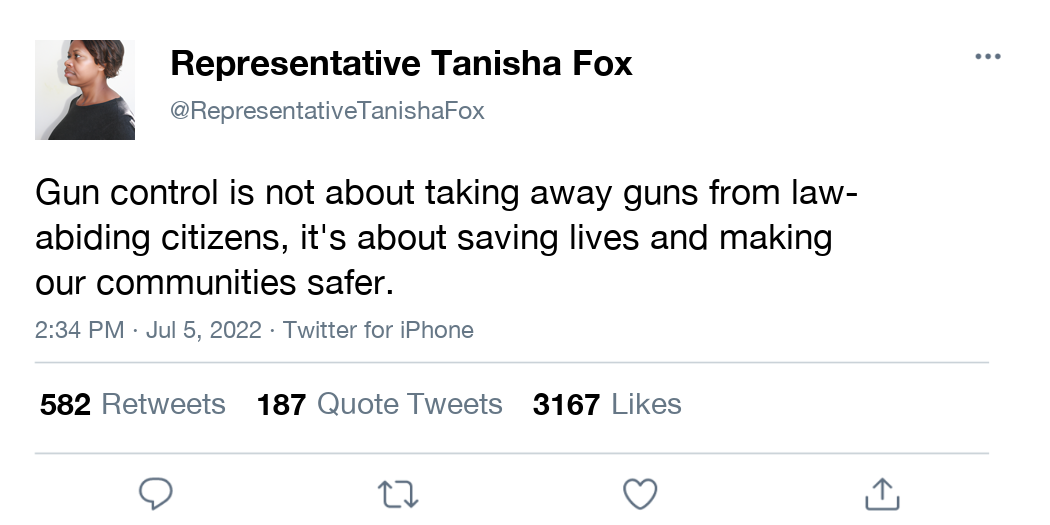 Representative Tanisha Fox
@RepresentativeTanishaFox
Gun control is not about taking away guns from law-
abiding citizens, it's about saving lives and making
our communities safer.
2:34 PM · Jul 5, 2022 · Twitter for iPhone
582 Retweets 187 Quote Tweets 3167 Likes